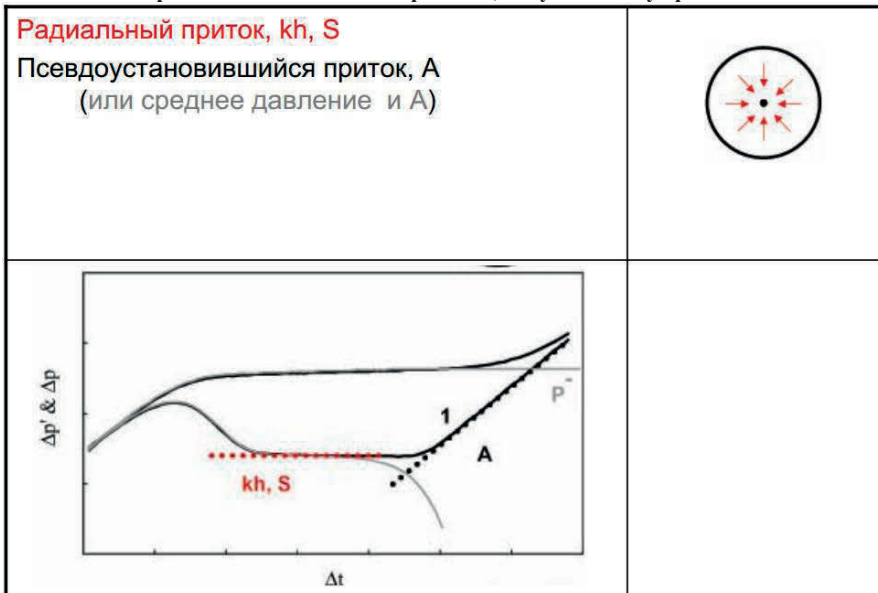 Радиальный приток, kh, S
Псевдоустановившийся приток, А
(или среднее давление и А)
Δp' & Δp
1
A
P⁻
kh, S
Δt